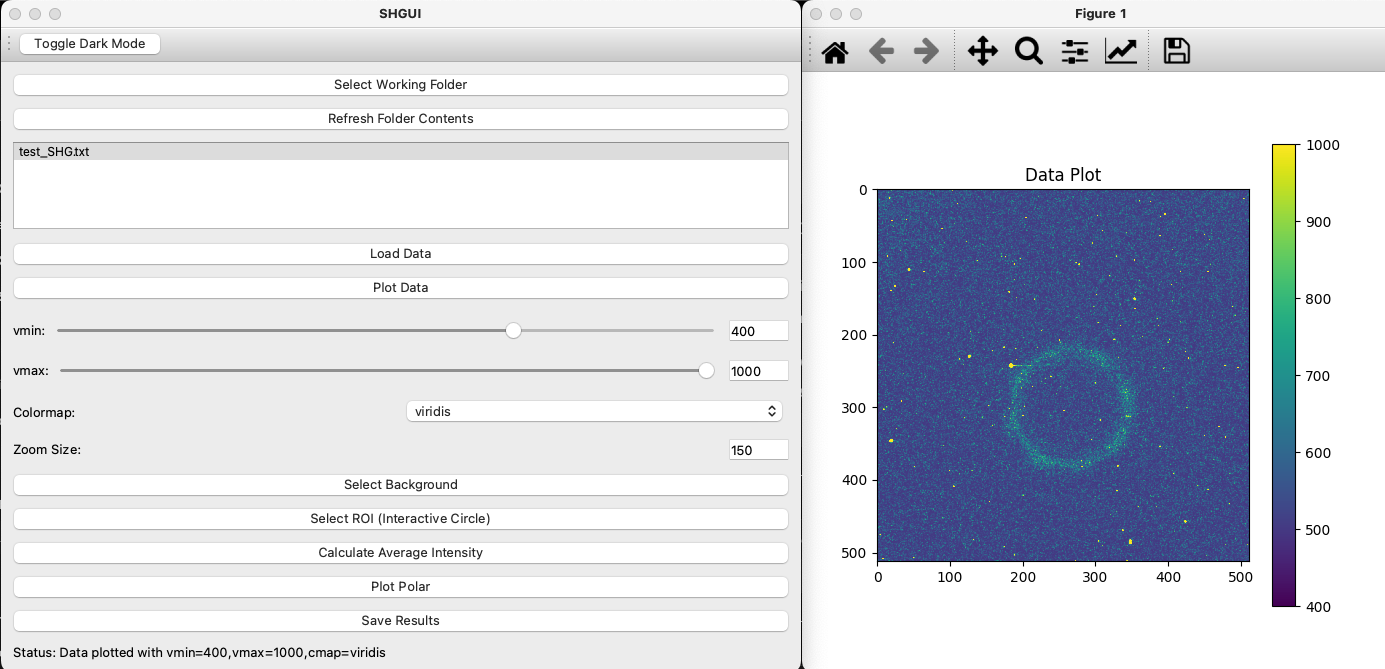 SHGUI
Toggle Dark Mode
Select Working Folder
Refresh Folder Contents
test_SHG.txt
Load Data
Plot Data
vmin: 400
vmax: 1000
Colormap: viridis
Zoom Size: 150
Select Background
Select ROI (Interactive Circle)
Calculate Average Intensity
Plot Polar
Save Results
Status: Data plotted with vmin=400,vmax=1000,cmap=viridis
Figure 1
Data Plot
0
100
200
300
400
500
0 100 200 300 400 500
1000
900
800
700
600
500
400